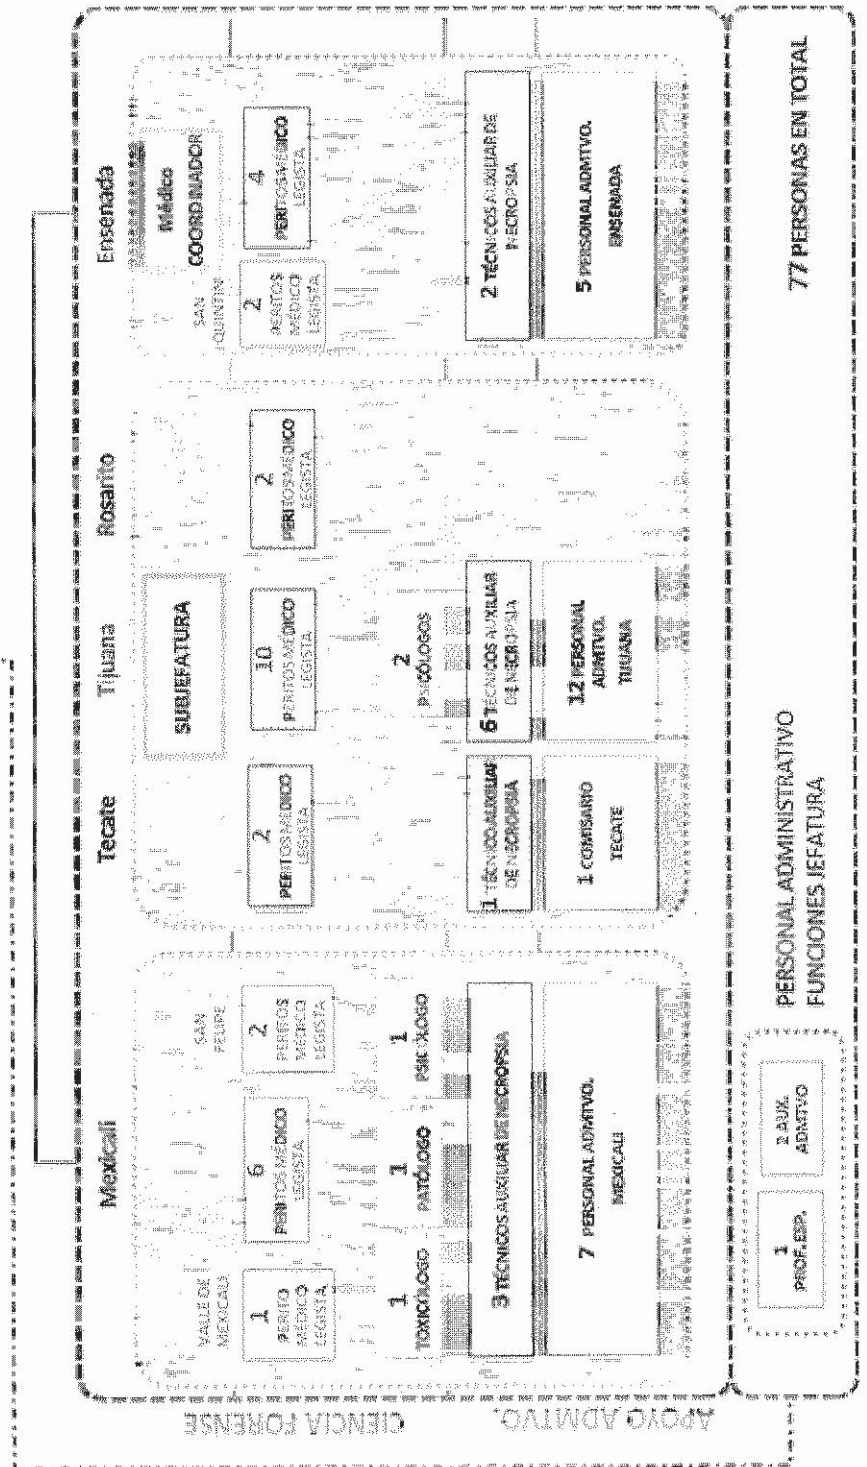 Mexicali
Tecate
Tijuana
Rosarito
Ensenada
VALLE DE
MEXICALI
SAN
FELIPE
SUBJEFATURA
SAN
QUINTIN
Médico
COORDINADOR
1
PERITO
MÉDICO
LEGISTA
6
PERITOS MÉDICO
LEGISTA
2
PERITOS
MÉDICO
LEGISTA
2
PERITOS MÉDICO
LEGISTA
10
PERITOS MÉDICO
LEGISTA
2
PERITOS MÉDICO
LEGISTA
2
PERITOS
MÉDICO
LEGISTA
4
PERITOS MÉDICO
LEGISTA
CIENCIA FORENSE
1
TOXICÓLOGO
1
PATÓLOGO
1
PSICÓLOGO
2
PSICÓLOGOS
3 TÉCNICOS AUXILIAR DE NECROPSIA
1 TÉCNICO AUXILIAR
DE NECROPSIA
6 TÉCNICOS AUXILIAR
DE NECROPSIA
2 TÉCNICOS AUXILIAR DE
NECROPSIA
APOYO ADMTVO.
7 PERSONAL ADMTVO.
MEXICALI
1 COMISARIO
TECATE
12 PERSONAL
ADMTVO.
TIJUANA
5 PERSONAL ADMTVO.
ENSENADA
1
PROF. ESP.
ADMTVO
PERSONAL ADMINISTRATIVO
FUNCIONES JEFATURA
77 PERSONAS EN TOTAL